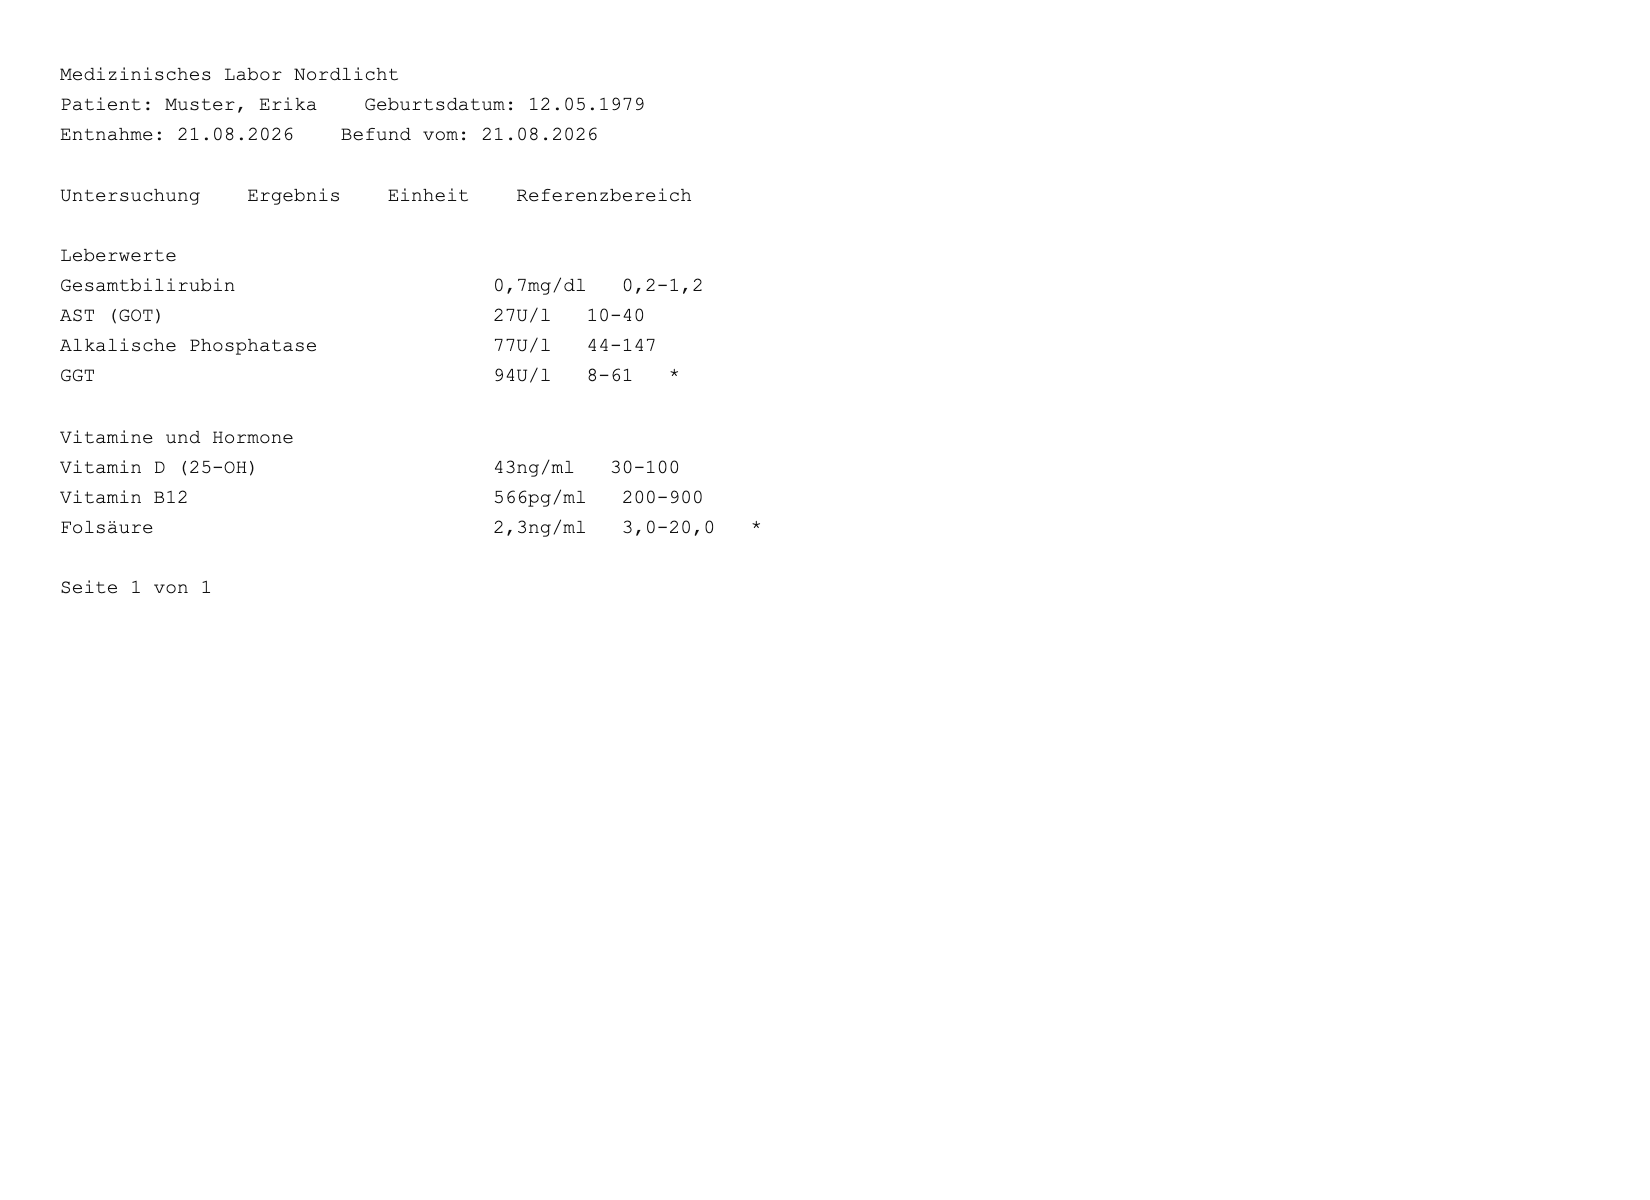 Medizinisches Labor Nordlicht
Patient: Muster, Erika    Geburtsdatum: 12.05.1979
Entnahme: 21.08.2026    Befund vom: 21.08.2026
Untersuchung    Ergebnis    Einheit    Referenzbereich
Leberwerte
Gesamtbilirubin                      0,7mg/dl   0,2-1,2
AST (GOT)                            27U/l   10-40
Alkalische Phosphatase               77U/l   44-147
GGT                                  94U/l   8-61   *
Vitamine und Hormone
Vitamin D (25-OH)                    43ng/ml   30-100
Vitamin B12                          566pg/ml   200-900
Folsäure                             2,3ng/ml   3,0-20,0   *
Seite 1 von 1